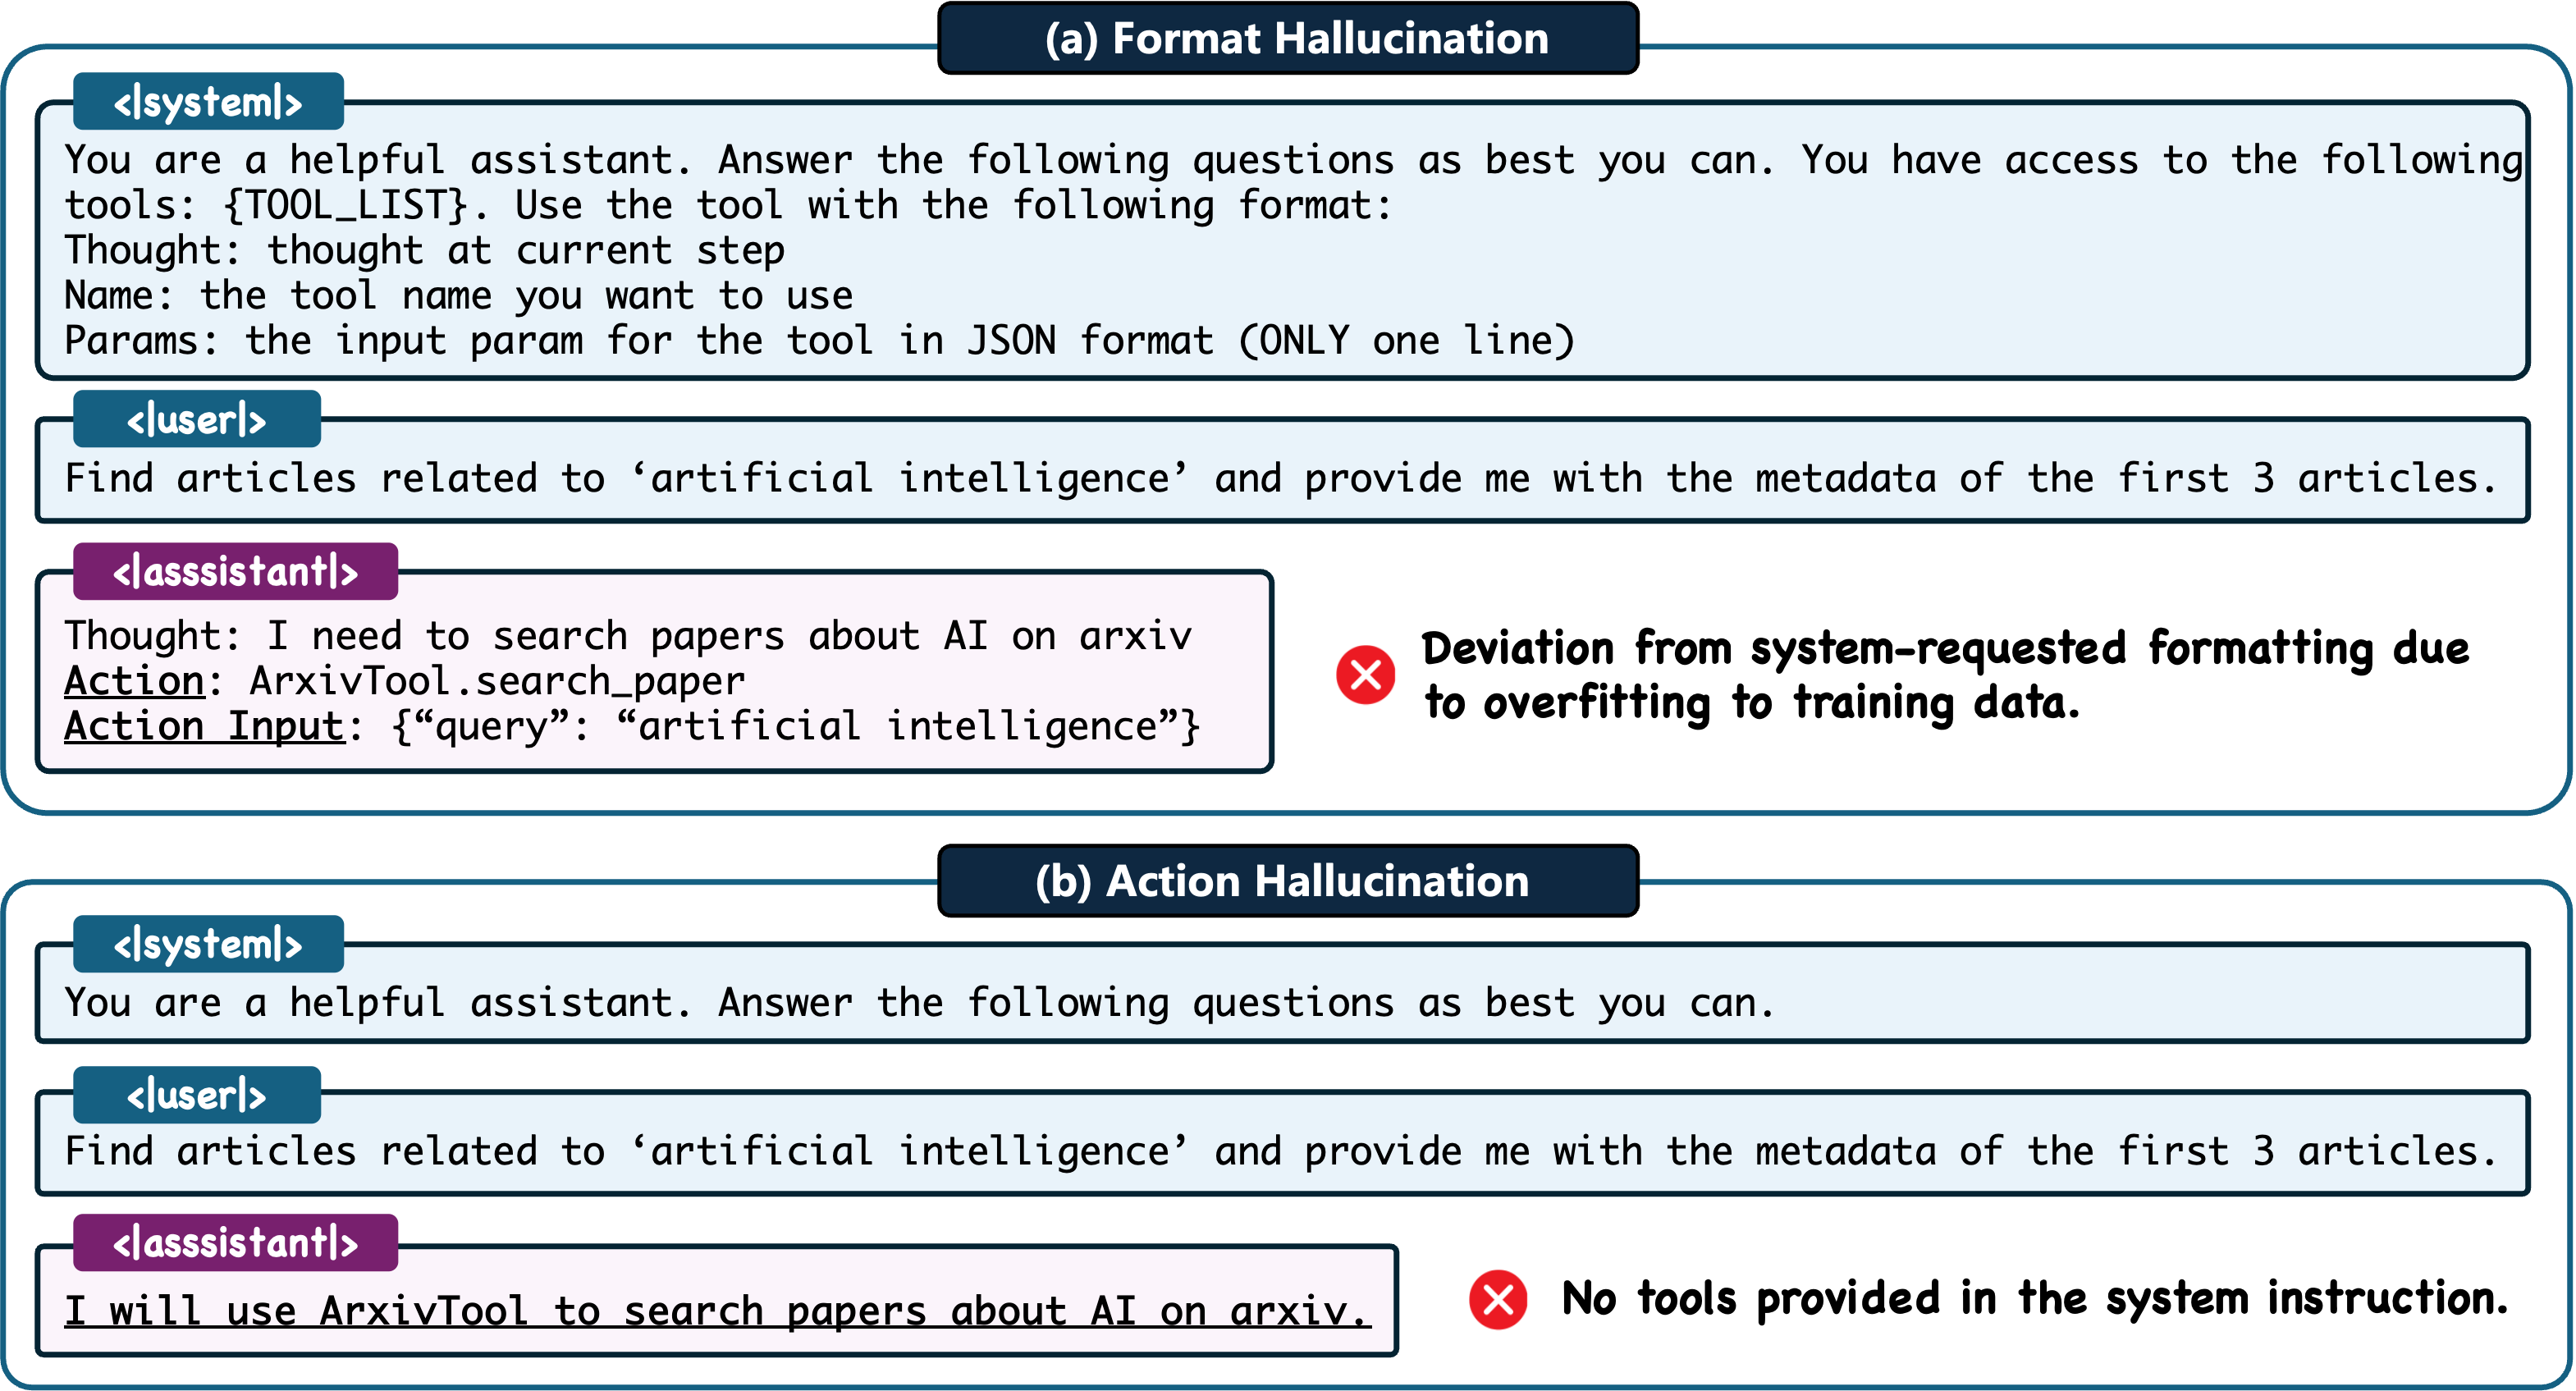 (a) Format Hallucination
<|system|>
You are a helpful assistant. Answer the following questions as best you can. You have access to the following
tools: {TOOL_LIST}. Use the tool with the following format:
Thought: thought at current step
Name: the tool name you want to use
Params: the input param for the tool in JSON format (ONLY one line)
<|user|>
Find articles related to ‘artificial intelligence’ and provide me with the metadata of the first 3 articles.
<|asssistant|>
Thought: I need to search papers about AI on arxiv
Action: ArxivTool.search_paper
Action Input: {“query”: “artificial intelligence”}
Deviation from system-requested formatting due
to overfitting to training data.
(b) Action Hallucination
<|system|>
You are a helpful assistant. Answer the following questions as best you can.
<|user|>
Find articles related to ‘artificial intelligence’ and provide me with the metadata of the first 3 articles.
<|asssistant|>
I will use ArxivTool to search papers about AI on arxiv.
No tools provided in the system instruction.